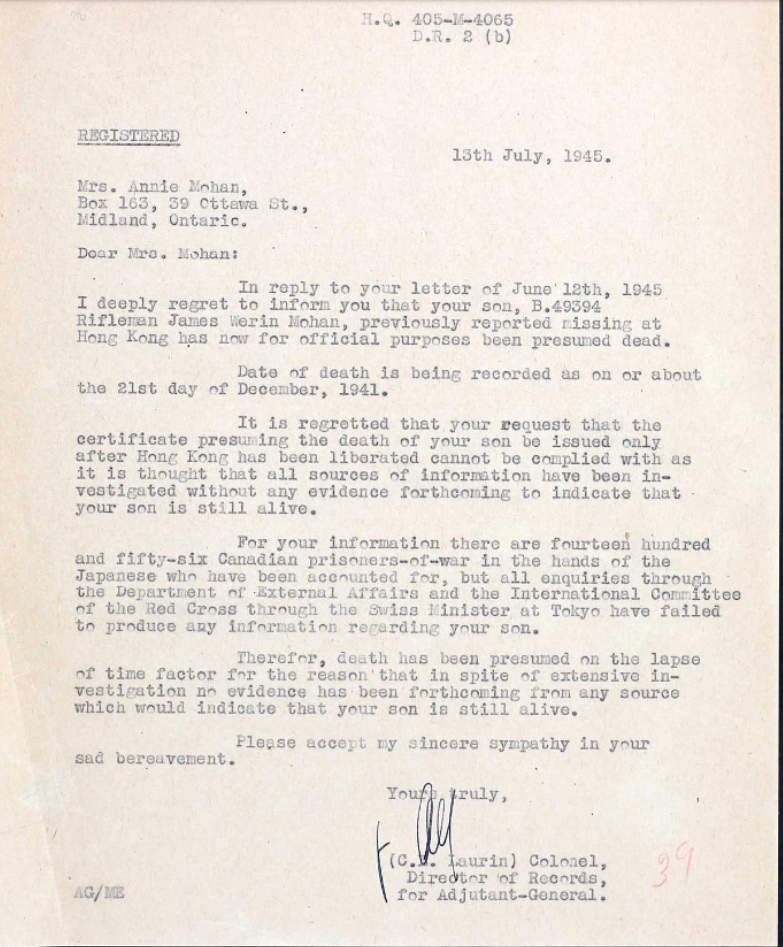 H.Q. 405-M-4065
D.R. 2 (b)
REGISTERED
13th July, 1945.
Mrs. Annie Mohan,
Box 163, 39 Ottawa St.,
Midland, Ontario.
Dear Mrs. Mohan:
In reply to your letter of June 12th, 1945
I deeply regret to inform you that your son, B.49394
Rifleman James Werin Mohan, previously reported missing at
Hong Kong has now for official purposes been presumed dead.
Date of death is being recorded as on or about
the 21st day of December, 1941.
It is regretted that your request that the
certificate presuming the death of your son be issued only
after Hong Kong has been liberated cannot be complied with as
it is thought that all sources of information have been in-
vestigated without any evidence forthcoming to indicate that
your son is still alive.
For your information there are fourteen hundred
and fifty-six Canadian prisoners-of-war in the hands of the
Japanese who have been accounted for, but all enquiries through
the Department of External Affairs and the International Committee
of the Red Cross through the Swiss Minister at Tokyo have failed
to produce any information regarding your son.
Therefor, death has been presumed on the lapse
of time factor for the reason that in spite of extensive in-
vestigation no evidence has been forthcoming from any source
which would indicate that your son is still alive.
Please accept my sincere sympathy in your
sad bereavement.
Yours truly,
Laurin) Colonel,
Director of Records,
for Adjutant-General.
39
AG/ME